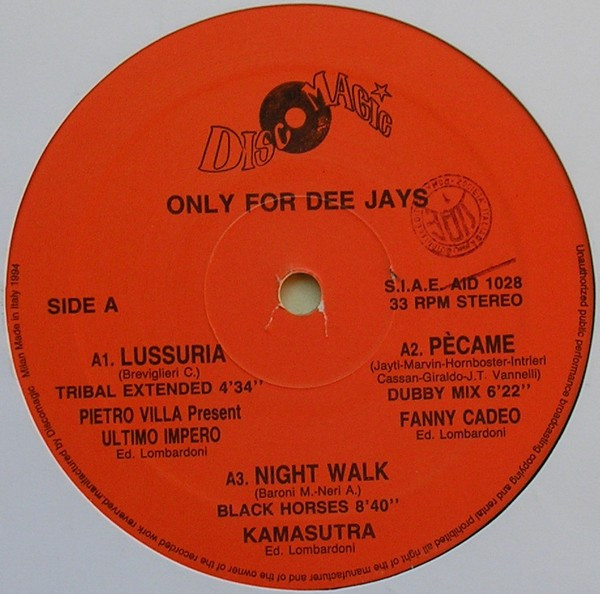 DISCOMAGIC
ONLY FOR DEE JAYS
SIDE A
S.I.A.E. AID 1028
33 RPM STEREO
A1. LUSSURIA
(Breviglieri C.)
TRIBAL EXTENDED 4'34''
PIETRO VILLA Present
ULTIMO IMPERO
Ed. Lombardoni
A2. PÈCAME
(Jayti-Marvin-Hornboster-Intrieri
Cassan-Giraldo-J.T. Vannelli)
DUBBY MIX 6'22''
FANNY CADEO
Ed. Lombardoni
A3. NIGHT WALK
(Baroni M.-Neri A.)
BLACK HORSES 8'40''
KAMASUTRA
Ed. Lombardoni
Unauthorized public performance broadcasting copying and rental prohibited all right of the manufacturer and of the owner of the recorded work reverved.manifactured by Discomagic Milan Made in Italy 1994